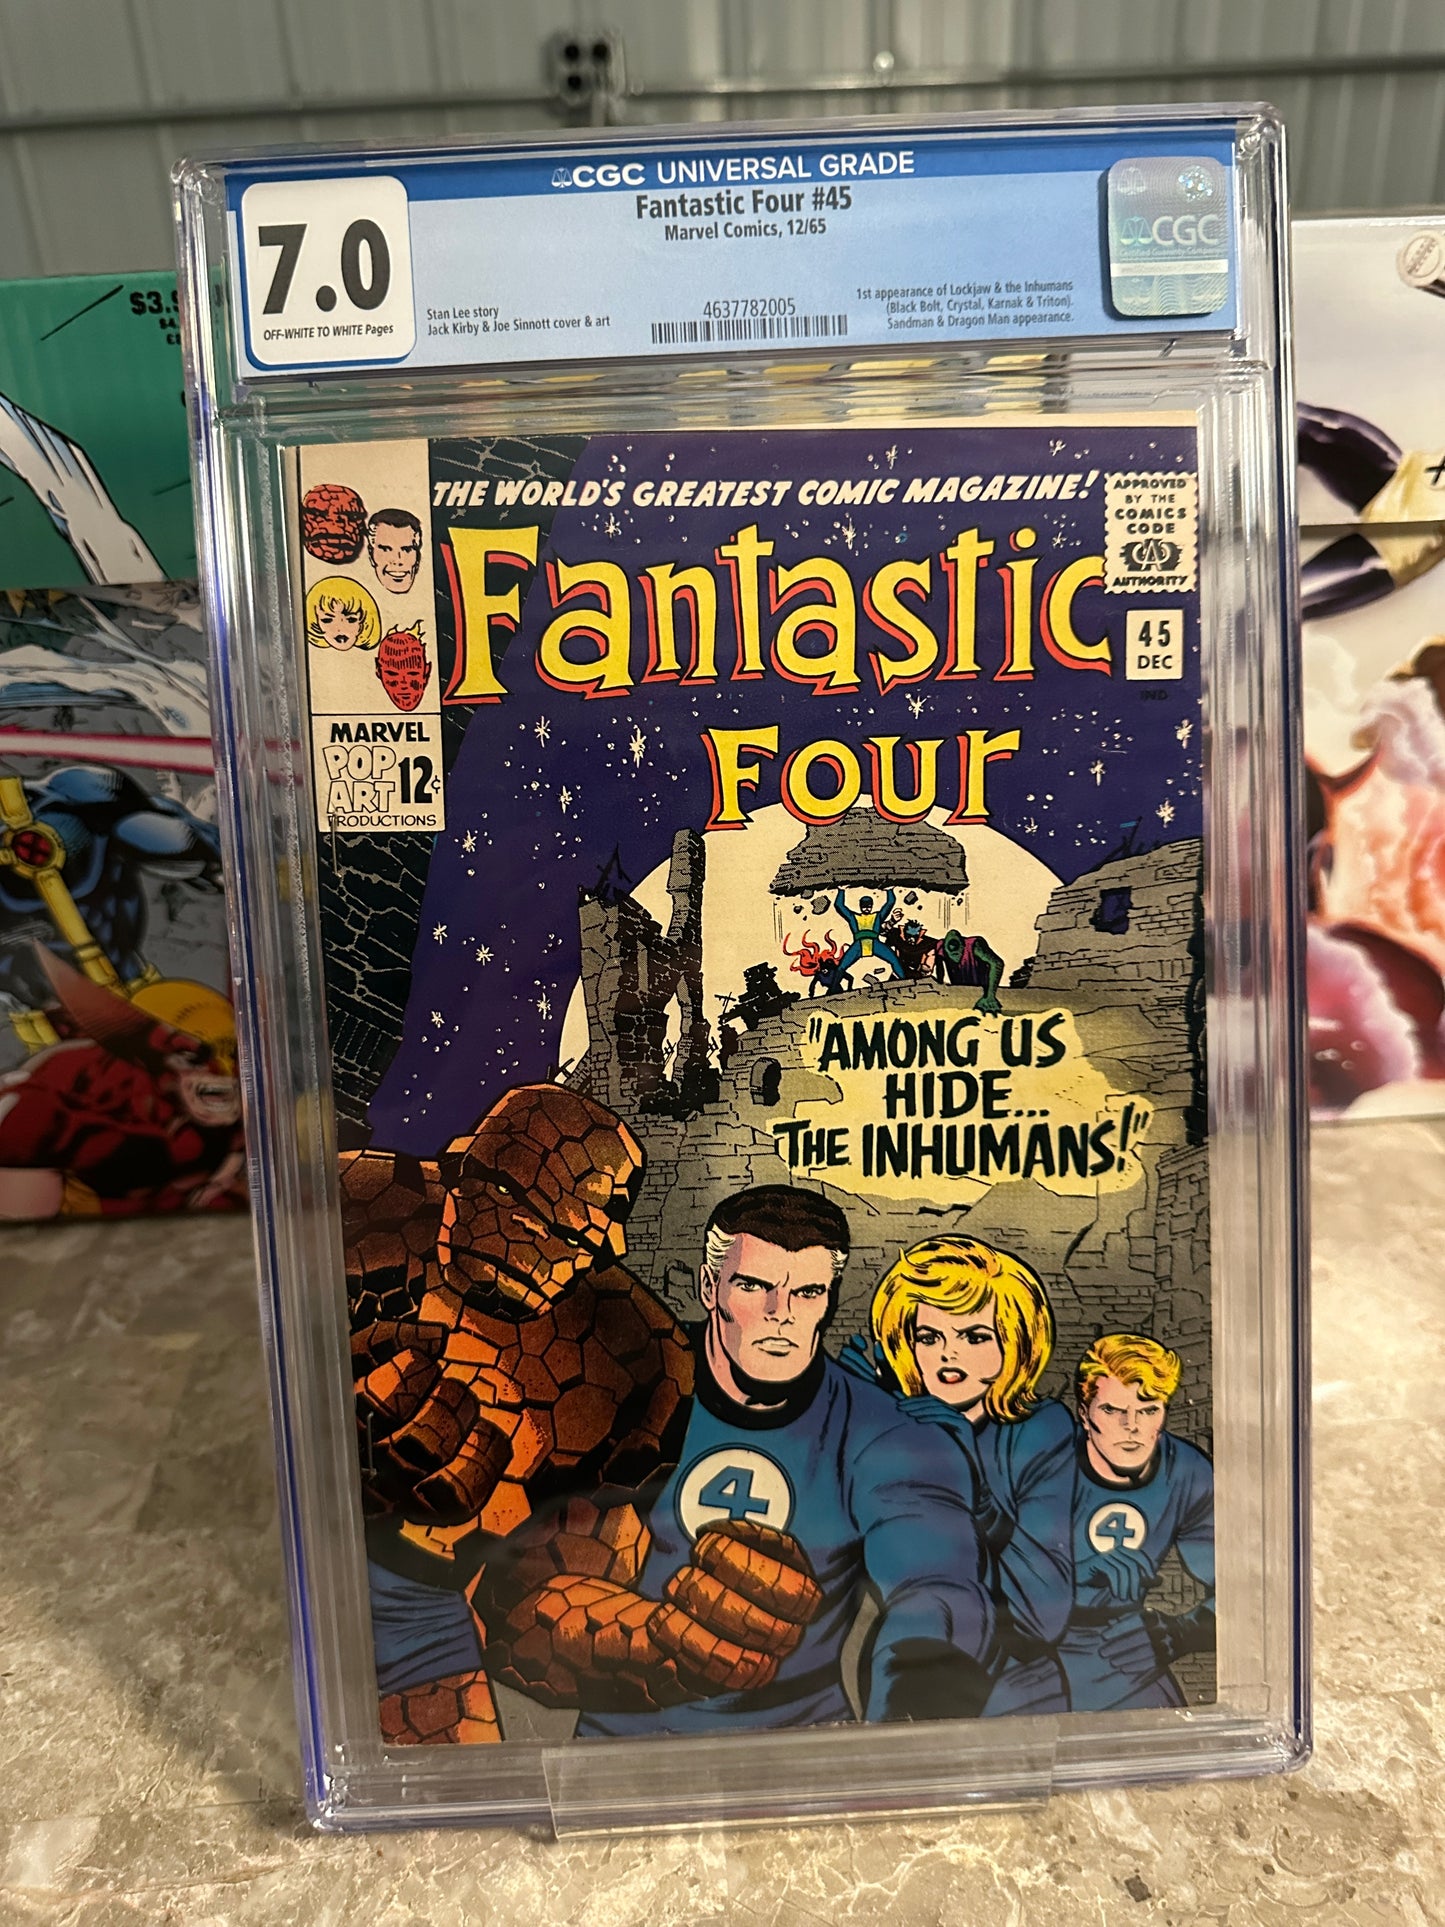 CGC UNIVERSAL GRADE
Fantastic Four #45
Marvel Comics, 12/65
7.0
OFF-WHITE TO WHITE Pages
Stan Lee story
Jack Kirby & Joe Sinnott cover & art
4637782005
1st appearance of Lockjaw & the Inhumans
(Black Bolt, Crystal, Karnak & Triton).
Sandman & Dragon Man appearance.
CGC
THE WORLD'S GREATEST COMIC MAGAZINE!
APPROVED
BY THE
COMICS
CODE
AUTHORITY
Fantastic
Four
45
DEC
IND
MARVEL
POP
ART
12¢
PRODUCTIONS
"AMONG US
HIDE...
THE INHUMANS!"
4
4
$3.9